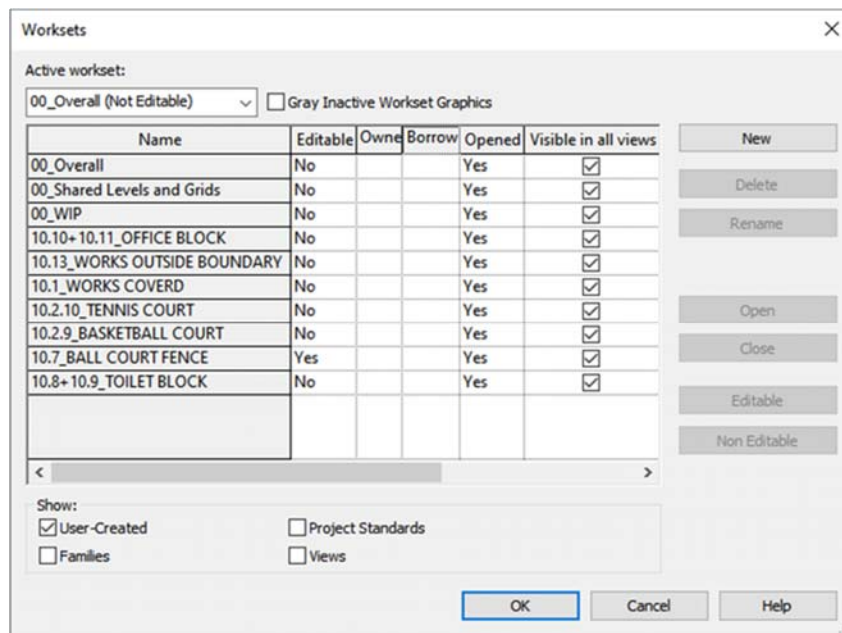 Worksets
Active workset:
00_Overall (Not Editable)
Gray Inactive Workset Graphics
Name Editable Owne Borrow Opened Visible in all views
00_Overall No Yes
00_Shared Levels and Grids No Yes
00_WIP No Yes
10.10+10.11_OFFICE BLOCK No Yes
10.13_WORKS OUTSIDE BOUNDARY No Yes
10.1_WORKS COVERD No Yes
10.2.10_TENNIS COURT No Yes
10.2.9_BASKETBALL COURT No Yes
10.7_BALL COURT FENCE Yes Yes
10.8+10.9_TOILET BLOCK No Yes
New
Delete
Rename
Open
Close
Editable
Non Editable
Show:
User-Created Project Standards
Families Views
OK Cancel Help